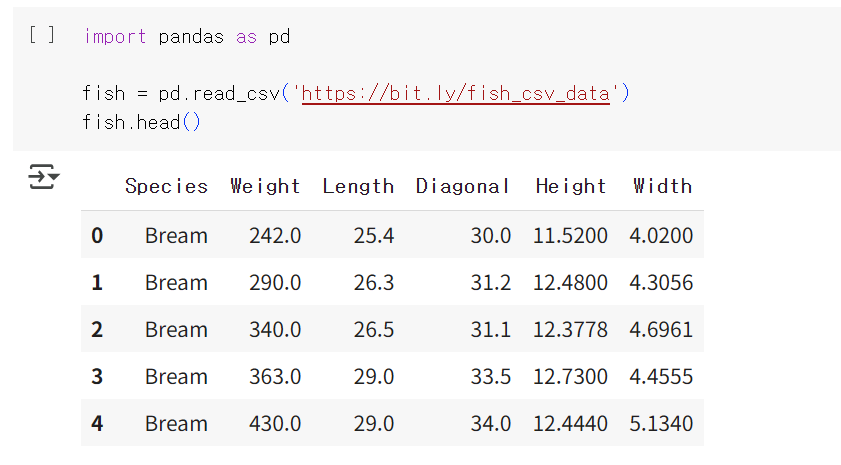 [ ] import pandas as pd
fish = pd.read_csv('https://bit.ly/fish_csv_data')
fish.head()
Species Weight Length Diagonal Height Width
0 Bream 242.0 25.4 30.0 11.5200 4.0200
1 Bream 290.0 26.3 31.2 12.4800 4.3056
2 Bream 340.0 26.5 31.1 12.3778 4.6961
3 Bream 363.0 29.0 33.5 12.7300 4.4555
4 Bream 430.0 29.0 34.0 12.4440 5.1340